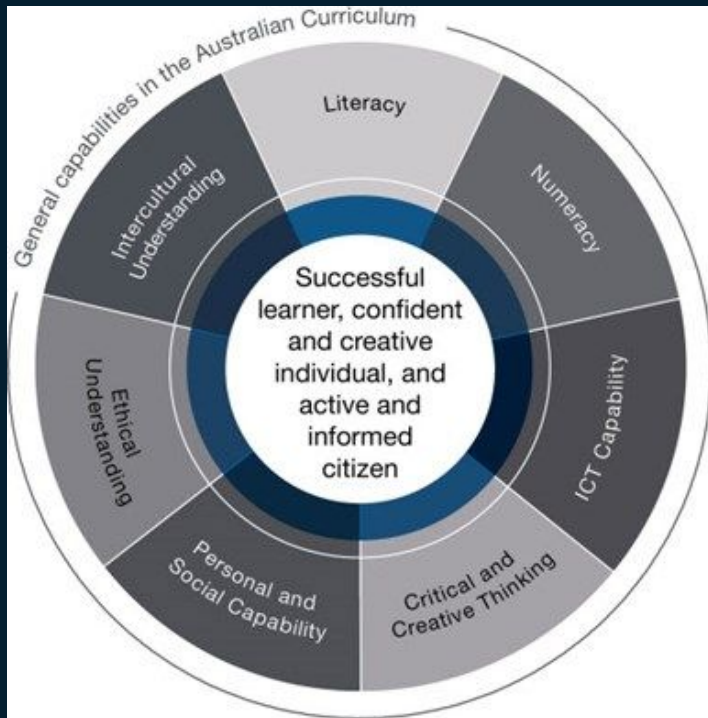 General capabilities in the Australian Curriculum
Literacy
Numeracy
ICT Capability
Critical and
Creative Thinking
Personal and
Social Capability
Ethical
Understanding
Intercultural
Understanding
Successful
learner, confident
and creative
individual, and
active and
informed
citizen